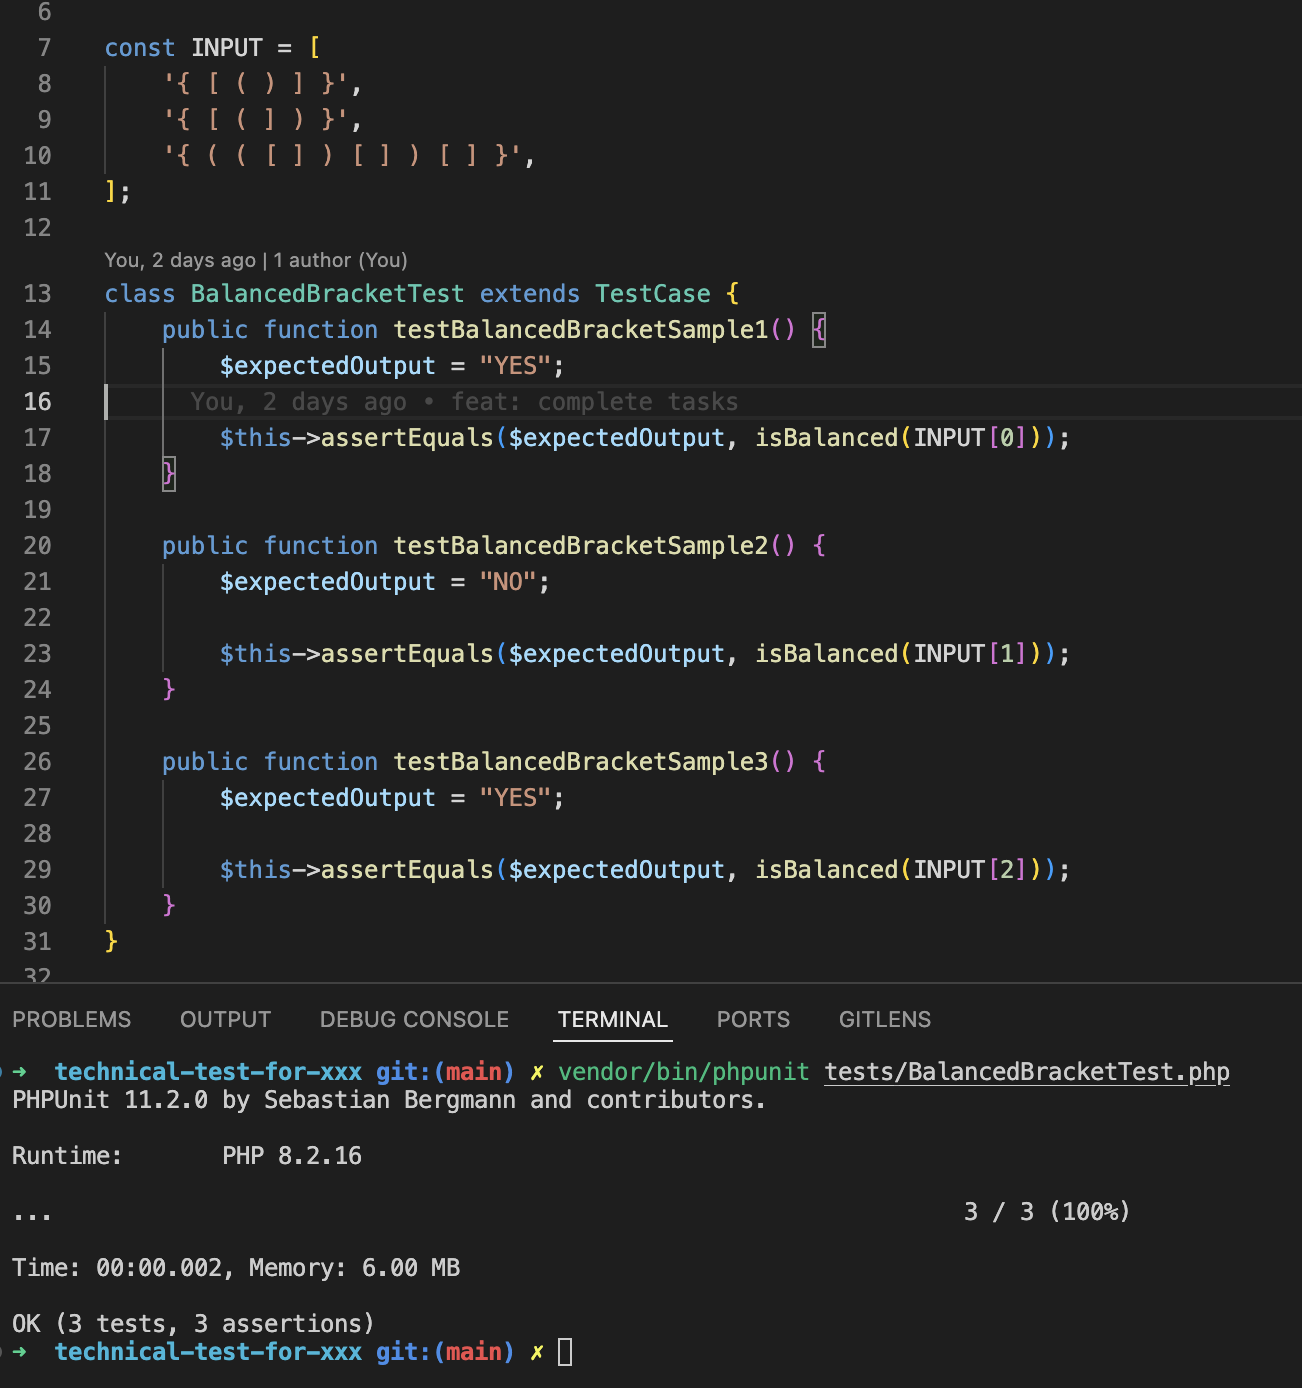 6
7 const INPUT = [
8 '{ [ ( ) ] }',
9 '{ [ ( ] ) }',
10 '{ ( ( [ ] ) [ ] ) [ ] }',
11 ];
12
You, 2 days ago | 1 author (You)
13 class BalancedBracketTest extends TestCase {
14 public function testBalancedBracketSample1() {
15 $expectedOutput = "YES";
16 You, 2 days ago • feat: complete tasks
17 $this->assertEquals($expectedOutput, isBalanced(INPUT[0]));
18 }
19
20 public function testBalancedBracketSample2() {
21 $expectedOutput = "NO";
22
23 $this->assertEquals($expectedOutput, isBalanced(INPUT[1]));
24 }
25
26 public function testBalancedBracketSample3() {
27 $expectedOutput = "YES";
28
29 $this->assertEquals($expectedOutput, isBalanced(INPUT[2]));
30 }
31 }
32
PROBLEMS OUTPUT DEBUG CONSOLE TERMINAL PORTS GITLENS
➜ technical-test-for-xxx git:(main) ✗ vendor/bin/phpunit tests/BalancedBracketTest.php
PHPUnit 11.2.0 by Sebastian Bergmann and contributors.
Runtime: PHP 8.2.16
... 3 / 3 (100%)
Time: 00:00.002, Memory: 6.00 MB
OK (3 tests, 3 assertions)
➜ technical-test-for-xxx git:(main) ✗